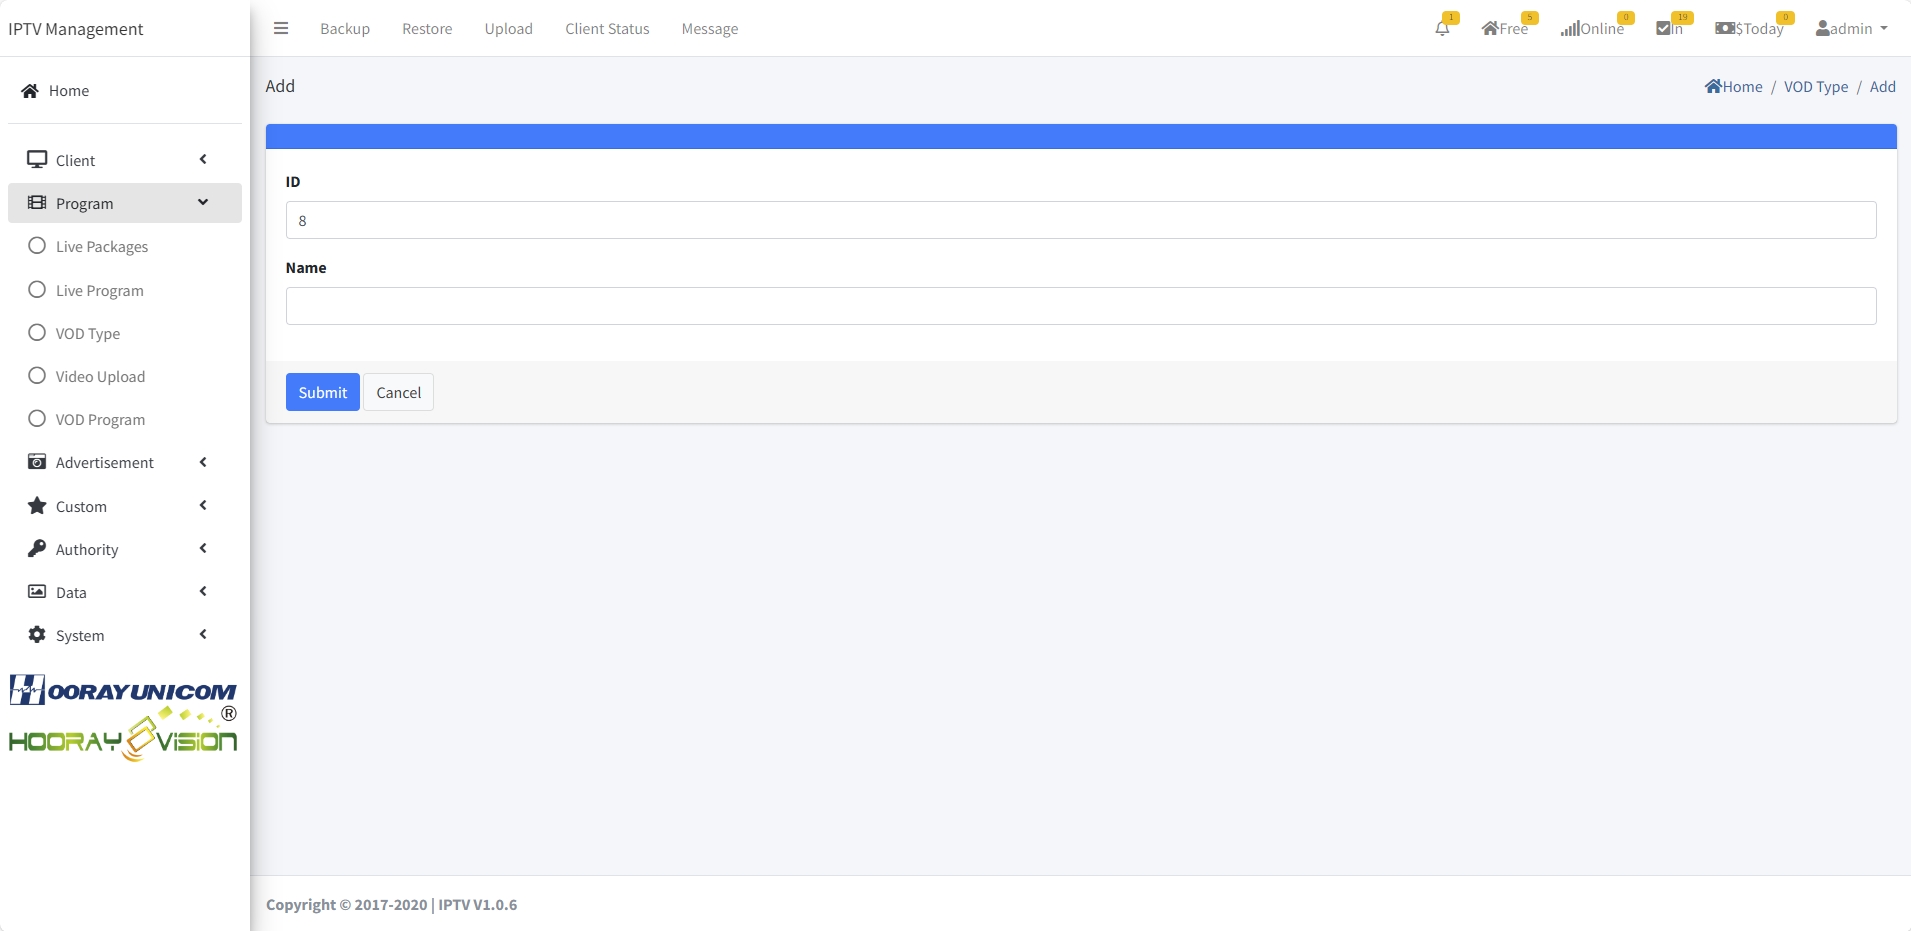 IPTV Management
Backup
Restore
Upload
Client Status
Message
1
Free 5
Online 0
In 19
$Today 0
admin
Home
Client
Program
Live Packages
Live Program
VOD Type
Video Upload
VOD Program
Advertisement
Custom
Authority
Data
System
HOORAYUNICOM
®
HOORAY VISION
Add
Home / VOD Type / Add
ID
8
Name
Submit
Cancel
Copyright © 2017-2020 | IPTV V1.0.6